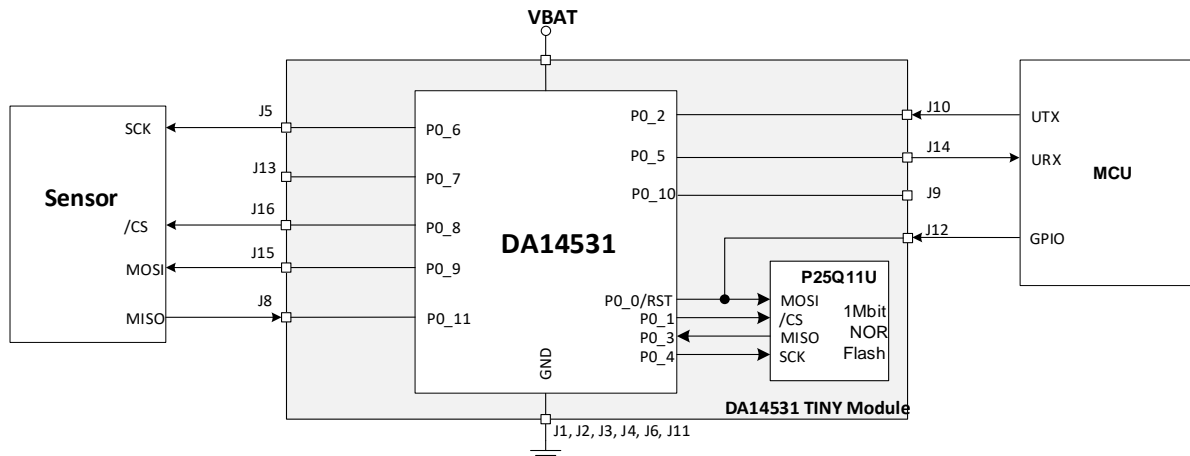 VBAT
Sensor
SCK
/CS
MOSI
MISO
J5
J13
J16
J15
J8
P0_6
P0_7
P0_8
P0_9
P0_11
DA14531
GND
P0_2
P0_5
P0_10
P0_0/RST
P0_1
P0_3
P0_4
P25Q11U
MOSI
/CS
MISO
SCK
1Mbit
NOR
Flash
J10
J14
J9
J12
UTX
URX
GPIO
MCU
DA14531 TINY Module
J1, J2, J3, J4, J6, J11